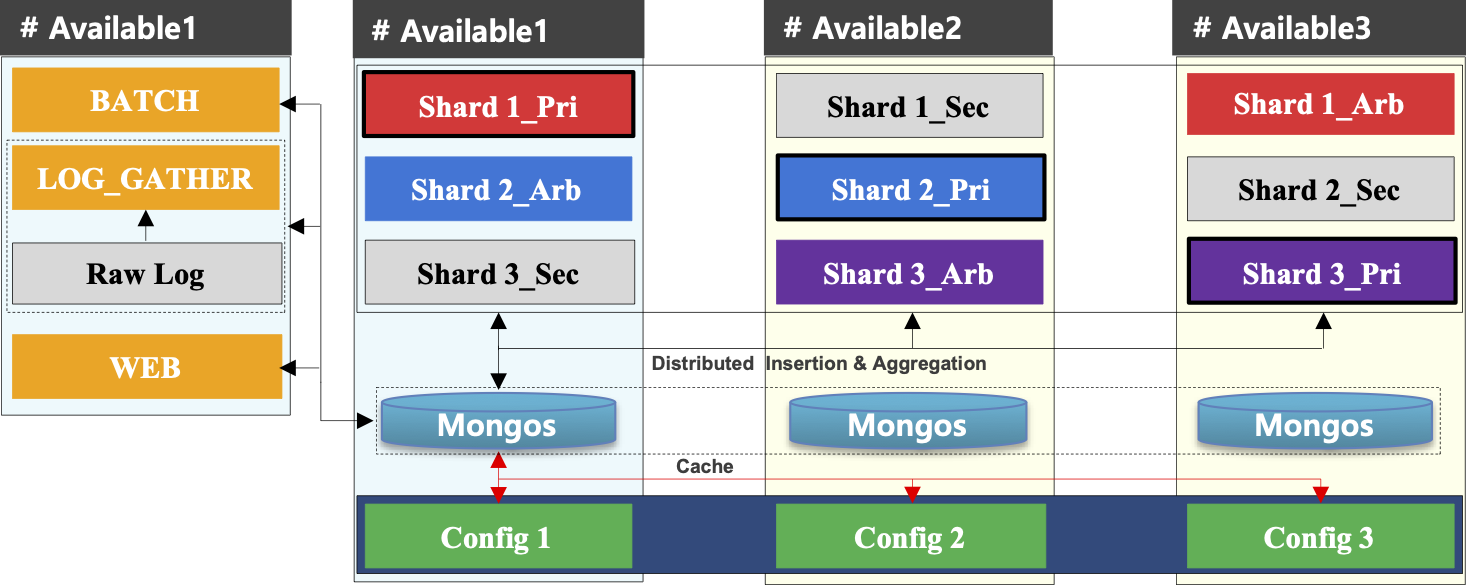 # Available1
BATCH
LOG_GATHER
Raw Log
WEB
# Available1
# Available2
# Available3
Shard 1_Pri
Shard 1_Sec
Shard 1_Arb
Shard 2_Arb
Shard 2_Pri
Shard 2_Sec
Shard 3_Sec
Shard 3_Arb
Shard 3_Pri
Distributed Insertion & Aggregation
Mongos
Mongos
Mongos
Cache
Config 1
Config 2
Config 3